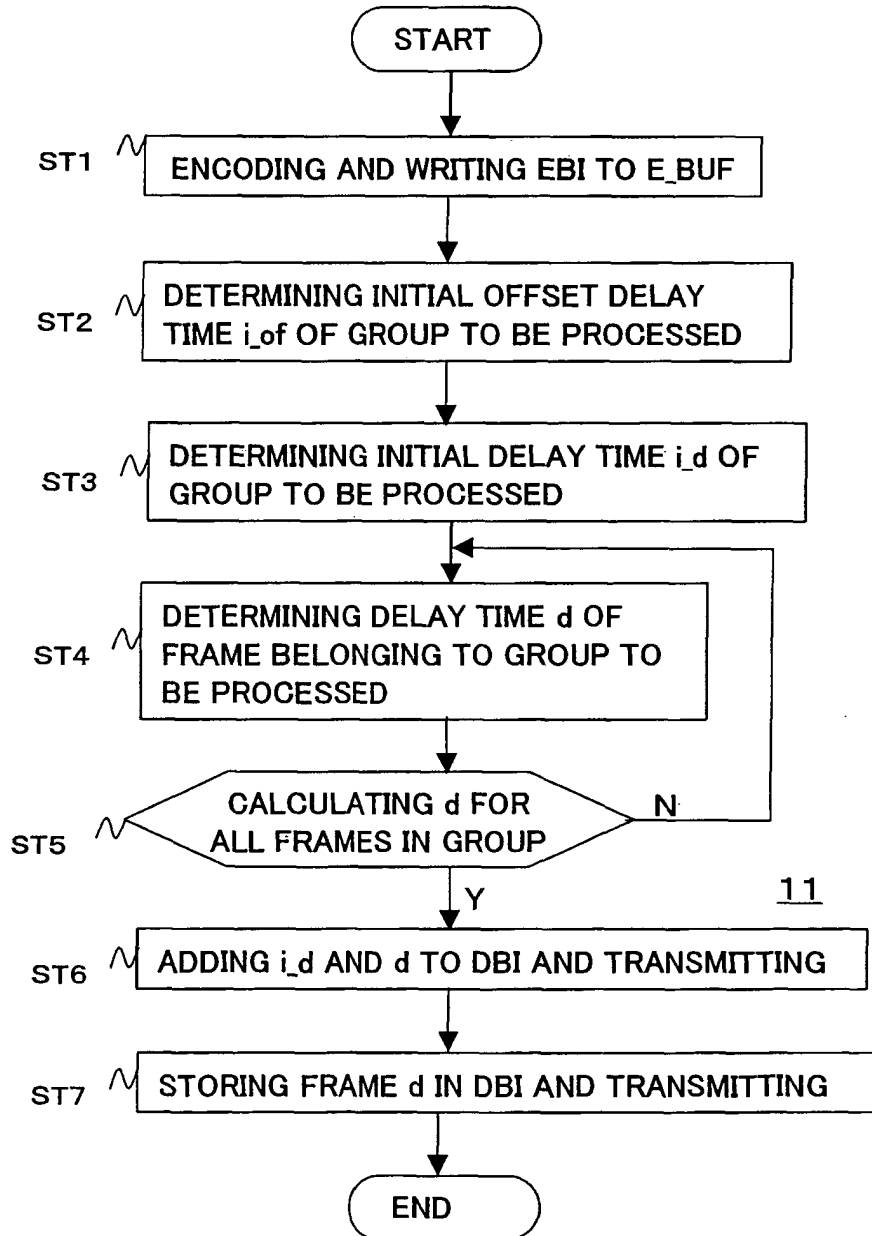 START
ST1
ENCODING AND WRITING EBI TO E_BUF
ST2
DETERMINING INITIAL OFFSET DELAY
TIME i_of OF GROUP TO BE PROCESSED
ST3
DETERMINING INITIAL DELAY TIME i_d OF
GROUP TO BE PROCESSED
ST4
DETERMINING DELAY TIME d OF
FRAME BELONGING TO GROUP TO
BE PROCESSED
ST5
CALCULATING d FOR
ALL FRAMES IN GROUP
N
Y
11
ST6
ADDING i_d AND d TO DBI AND TRANSMITTING
ST7
STORING FRAME d IN DBI AND TRANSMITTING
END